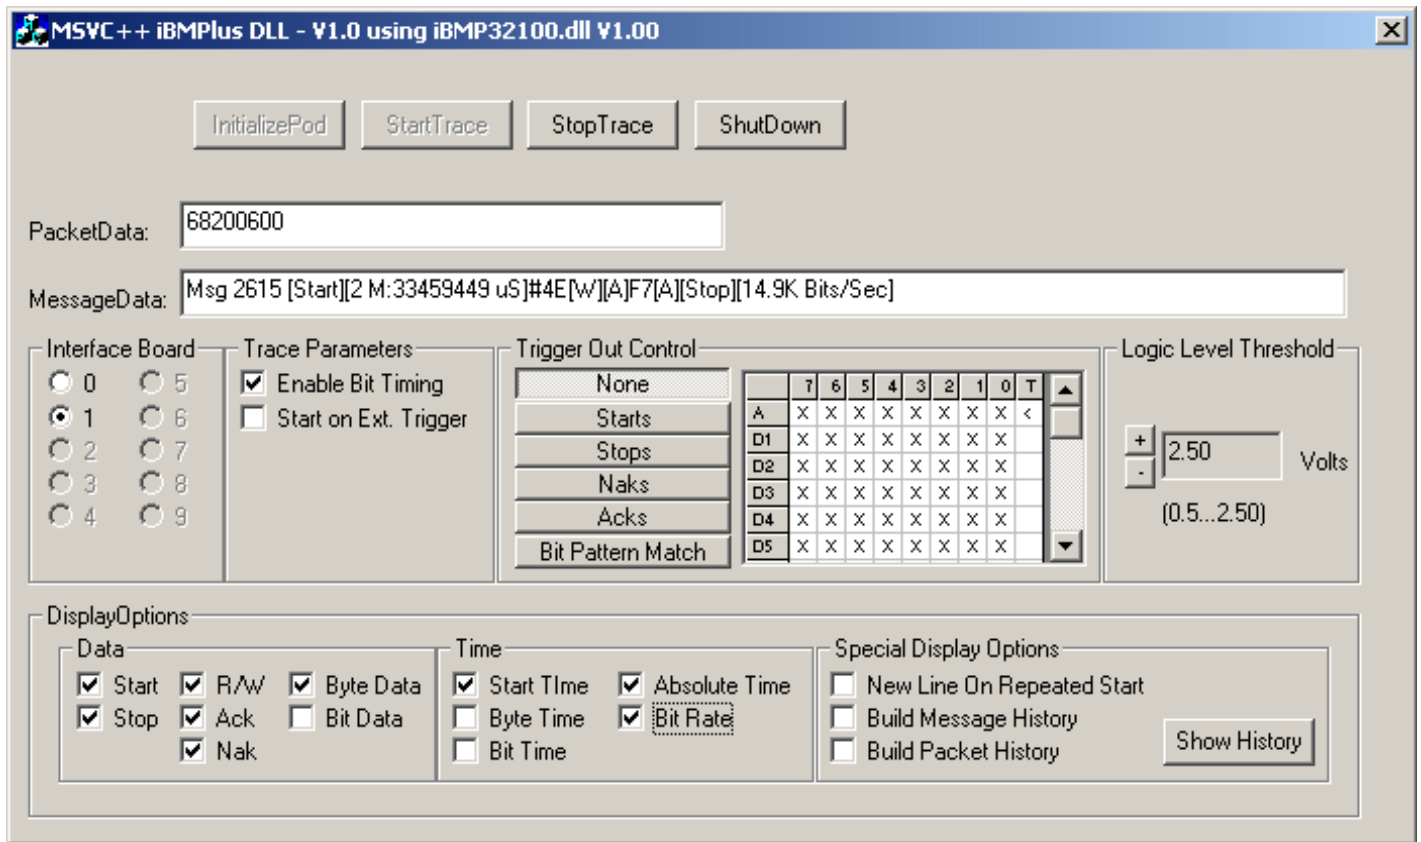 MSVC++ iBMPlus DLL - V1.0 using iBMP32100.dll V1.00
InitializePod StartTrace StopTrace ShutDown
PacketData: 68200600
MessageData: Msg 2615 [Start][2 M:33459449 uS]#4E[W][A]F7[A][Stop][14.9K Bits/Sec]
Interface Board
0 5
1 6
2 7
3 8
4 9
Trace Parameters
Enable Bit Timing
Start on Ext. Trigger
Trigger Out Control
None
Starts
Stops
Naks
Acks
Bit Pattern Match
7 6 5 4 3 2 1 0 T
A X X X X X X X X <
D1 X X X X X X X X
D2 X X X X X X X X
D3 X X X X X X X X
D4 X X X X X X X X
D5 X X X X X X X X
Logic Level Threshold
+
-
2.50 Volts
(0.5...2.50)
DisplayOptions
Data
Start R/W Byte Data
Stop Ack Bit Data
Nak
Time
Start TIme Absolute Time
Byte Time Bit Rate
Bit Time
Special Display Options
New Line On Repeated Start
Build Message History
Build Packet History
Show History